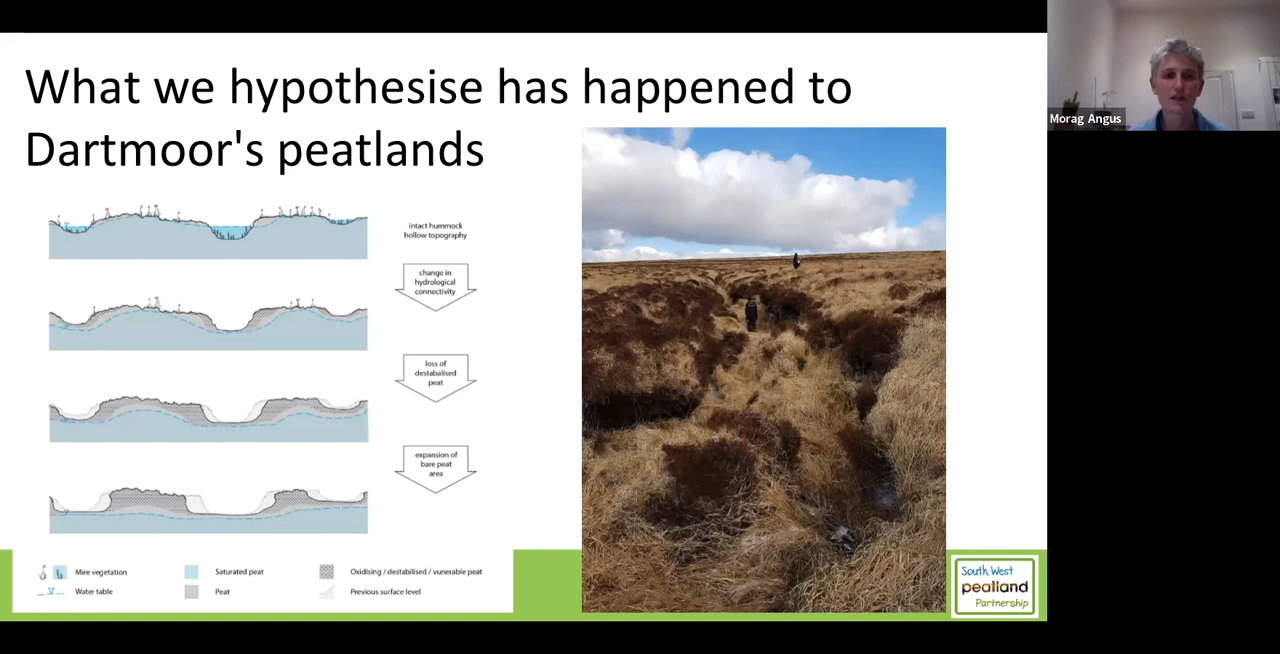 What we hypothesise has happened to
Dartmoor's peatlands
Morag Angus
intact hummock
hollow topography
change in
hydrological
connectivity
loss of
destabalised
peat
expansion of
bare peat
area
Mire vegetation
Saturated peat
Oxidising / destabilised / vunerable peat
Water table
Peat
Previous surface level
South West
peatland
Partnership